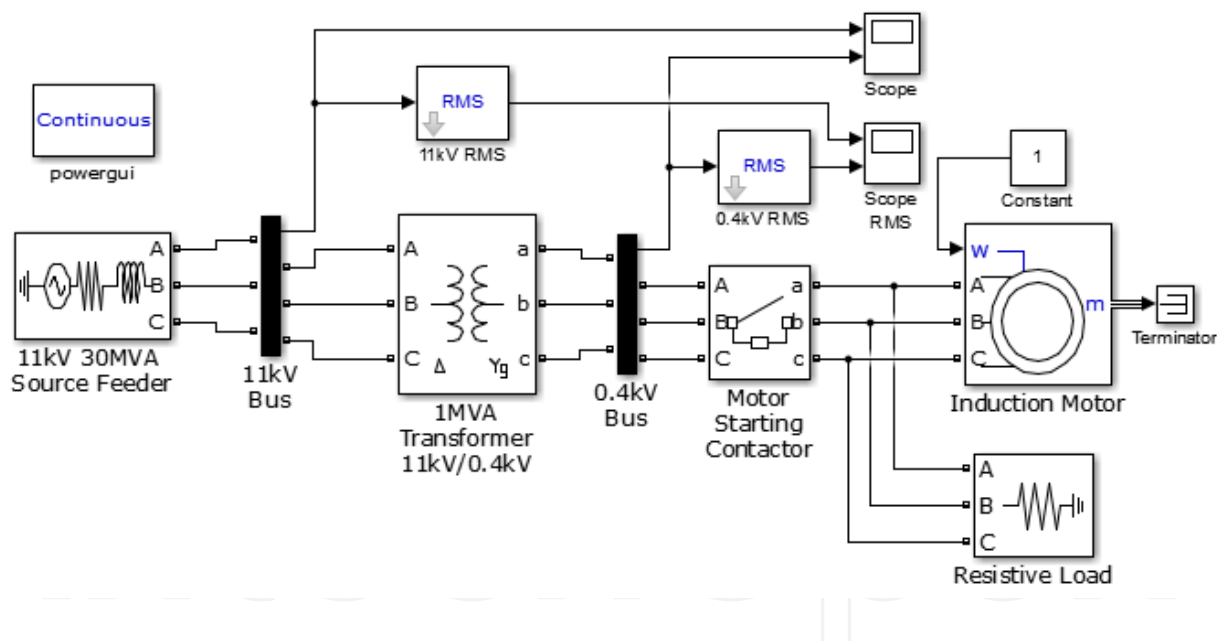 Scope
Continuous
powergui
RMS
11kV RMS
RMS
0.4kV RMS
Scope
RMS
1
Constant
A
B
C
11kV 30MVA
Source Feeder
11kV
Bus
A
B
C
a
b
c
Δ
Yg
1MVA
Transformer
11kV/0.4kV
0.4kV
Bus
A
B
C
a
b
c
Motor
Starting
Contactor
w
A
B
C
m
Induction Motor
Terminator
A
B
C
Resistive Load